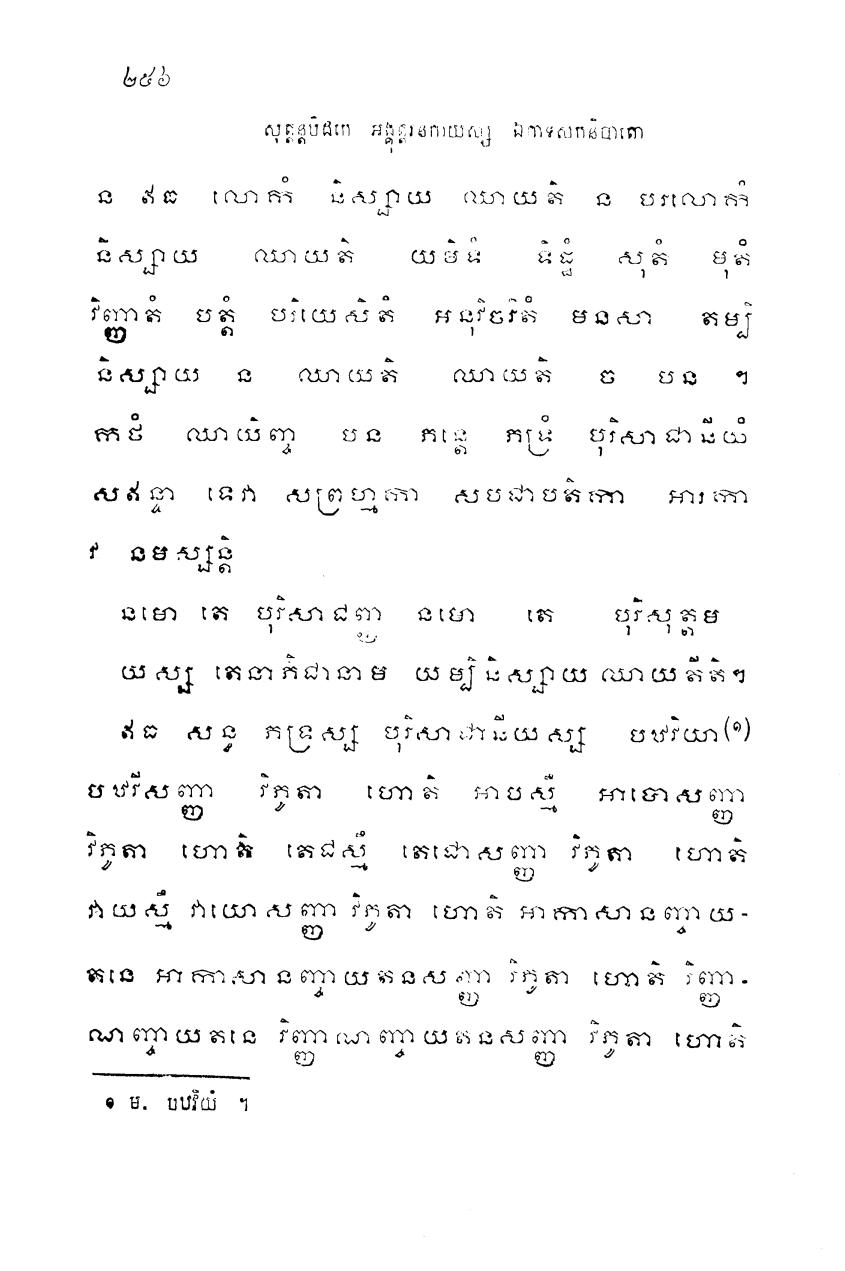 ២៥៦
សុត្តន្តបិដកេ អង្គុត្តរនិកាយស្ស ឯកាទសកនិបាតោ
ន ឥធ លោកំ និស្សាយ ឈាយតិ ន បរលោកំ
និស្សាយ ឈាយតិ យមិទំ ទិដ្ឋំ សុតំ មុតំ
វិញ្ញាតំ បត្តំ បរិយេសិតំ អនុវិចរិតំ មនសា តម្បិ
និស្សាយ ន ឈាយតិ ឈាយតិ ច បន ។
កថំ ឈាយិញ្ច បន ភន្តេ ភទ្រំ បុរិសាជានីយំ
សឥន្ទា ទេវា សព្រហ្មកា សបជាបតិកា អារកា
វ នមស្សន្តិ
នមោ តេ បុរិសាជញ្ញ នមោ តេ បុរិសុត្តម
យស្ស តេនាភិជានាម យម្បិ និស្សាយ ឈាយតីតិ។
ឥធ សន្ធ ភទ្រស្ស បុរិសាជានីយស្ស បឋវិយា(១)
បឋវីសញ្ញា វិភូតា ហោតិ អាបស្មឹ អាបោសញ្ញា
វិភូតា ហោតិ តេជស្មឹ តេជោសញ្ញា វិភូតា ហោតិ
វាយស្មឹ វាយោសញ្ញា វិភូតា ហោតិ អាកាសានញ្ចាយ-
តនេ អាកាសានញ្ចាយតនសញ្ញា វិភូតា ហោតិ វិញ្ញា-
ណញ្ចាយតនេ វិញ្ញាណញ្ចាយតនសញ្ញា វិភូតា ហោតិ
១ ម. បឋវិយំ ។